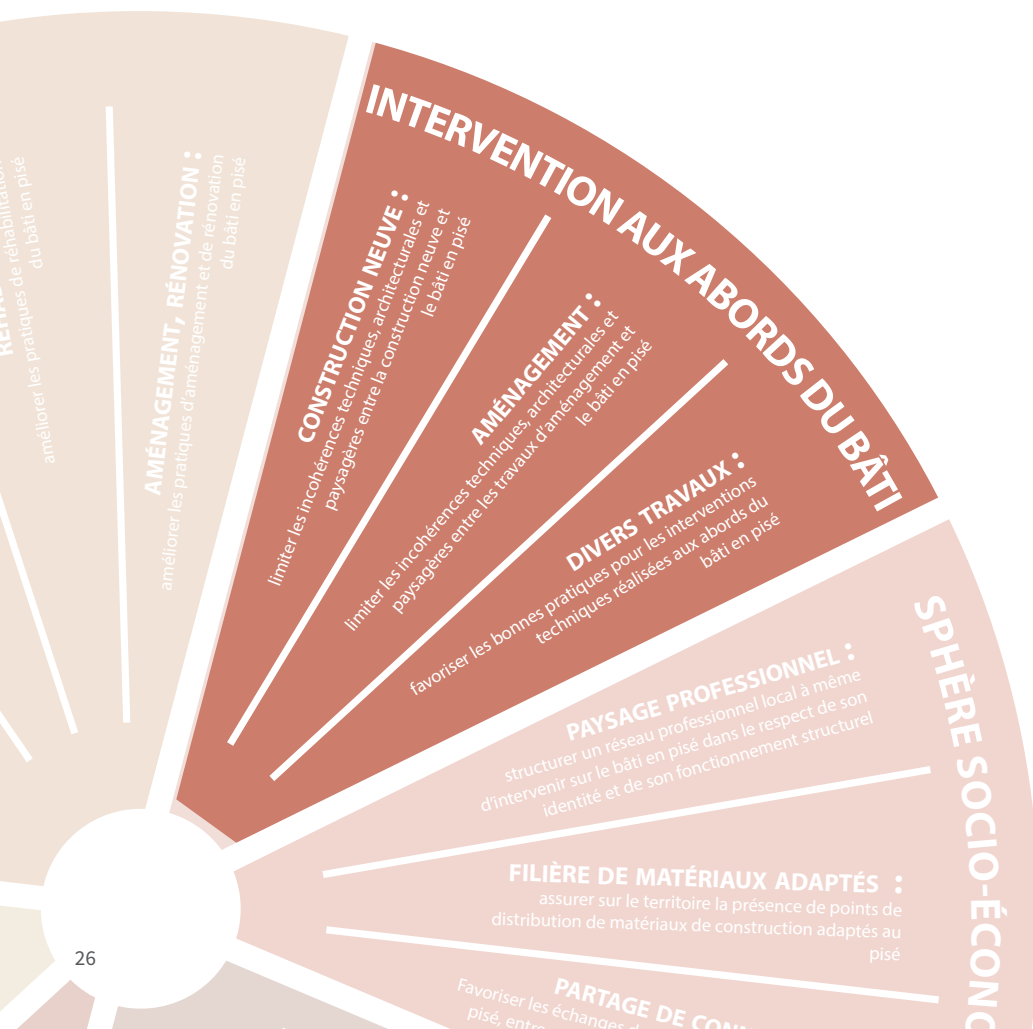 du bâti en pisé
améliorer les pratiques de réhabilitation
AMÉNAGEMENT, RÉNOVATION :
améliorer les pratiques d'aménagement et de rénovation
du bâti en pisé
INTERVENTION AUX ABORDS DU BÂTI
CONSTRUCTION NEUVE :
limiter les incohérences techniques, architecturales et
paysagères entre la construction neuve et
le bâti en pisé
AMÉNAGEMENT :
limiter les incohérences techniques, architecturales et
paysagères entre les travaux d'aménagement et
le bâti en pisé
DIVERS TRAVAUX :
favoriser les bonnes pratiques pour les interventions
techniques réalisées aux abords du
bâti en pisé
SPHÈRE SOCIO-ÉCONO
PAYSAGE PROFESSIONNEL :
structurer un réseau professionnel local à même
d'intervenir sur le bâti en pisé dans le respect de son
identité et de son fonctionnement structurel
FILIÈRE DE MATÉRIAUX ADAPTÉS :
assurer sur le territoire la présence de points de
distribution de matériaux de construction adaptés au
pisé
PARTAGE DE
Favoriser les échanges
pisé, entre
26